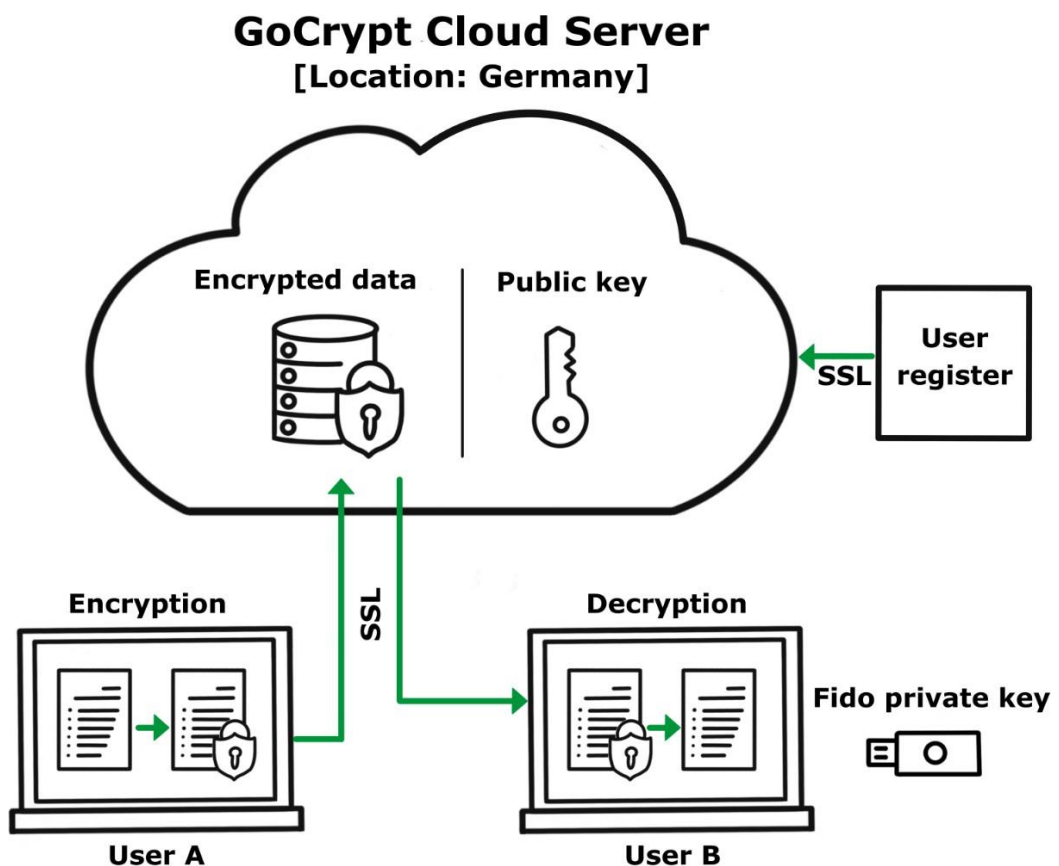 GoCrypt Cloud Server
[Location: Germany]
Encrypted data
Public key
User
register
SSL
SSL
Encryption
Decryption
Fido private key
User A
User B